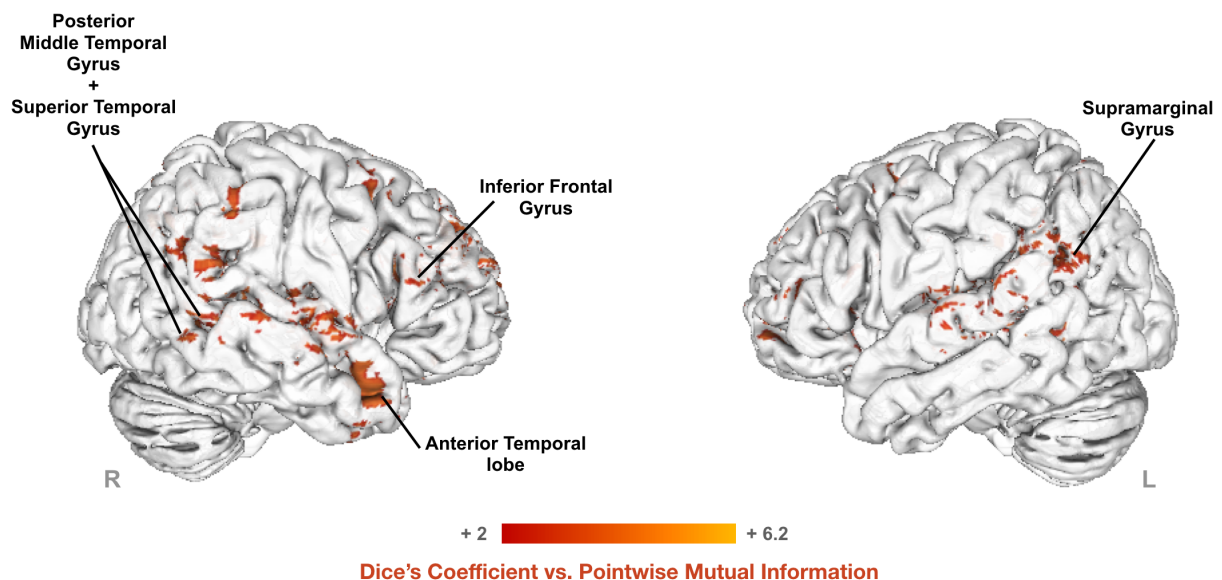 Posterior
Middle Temporal
Gyrus
+
Superior Temporal
Gyrus
Inferior Frontal
Gyrus
Supramarginal
Gyrus
Anterior Temporal
lobe
R
L
+ 2
+ 6.2
Dice's Coefficient vs. Pointwise Mutual Information